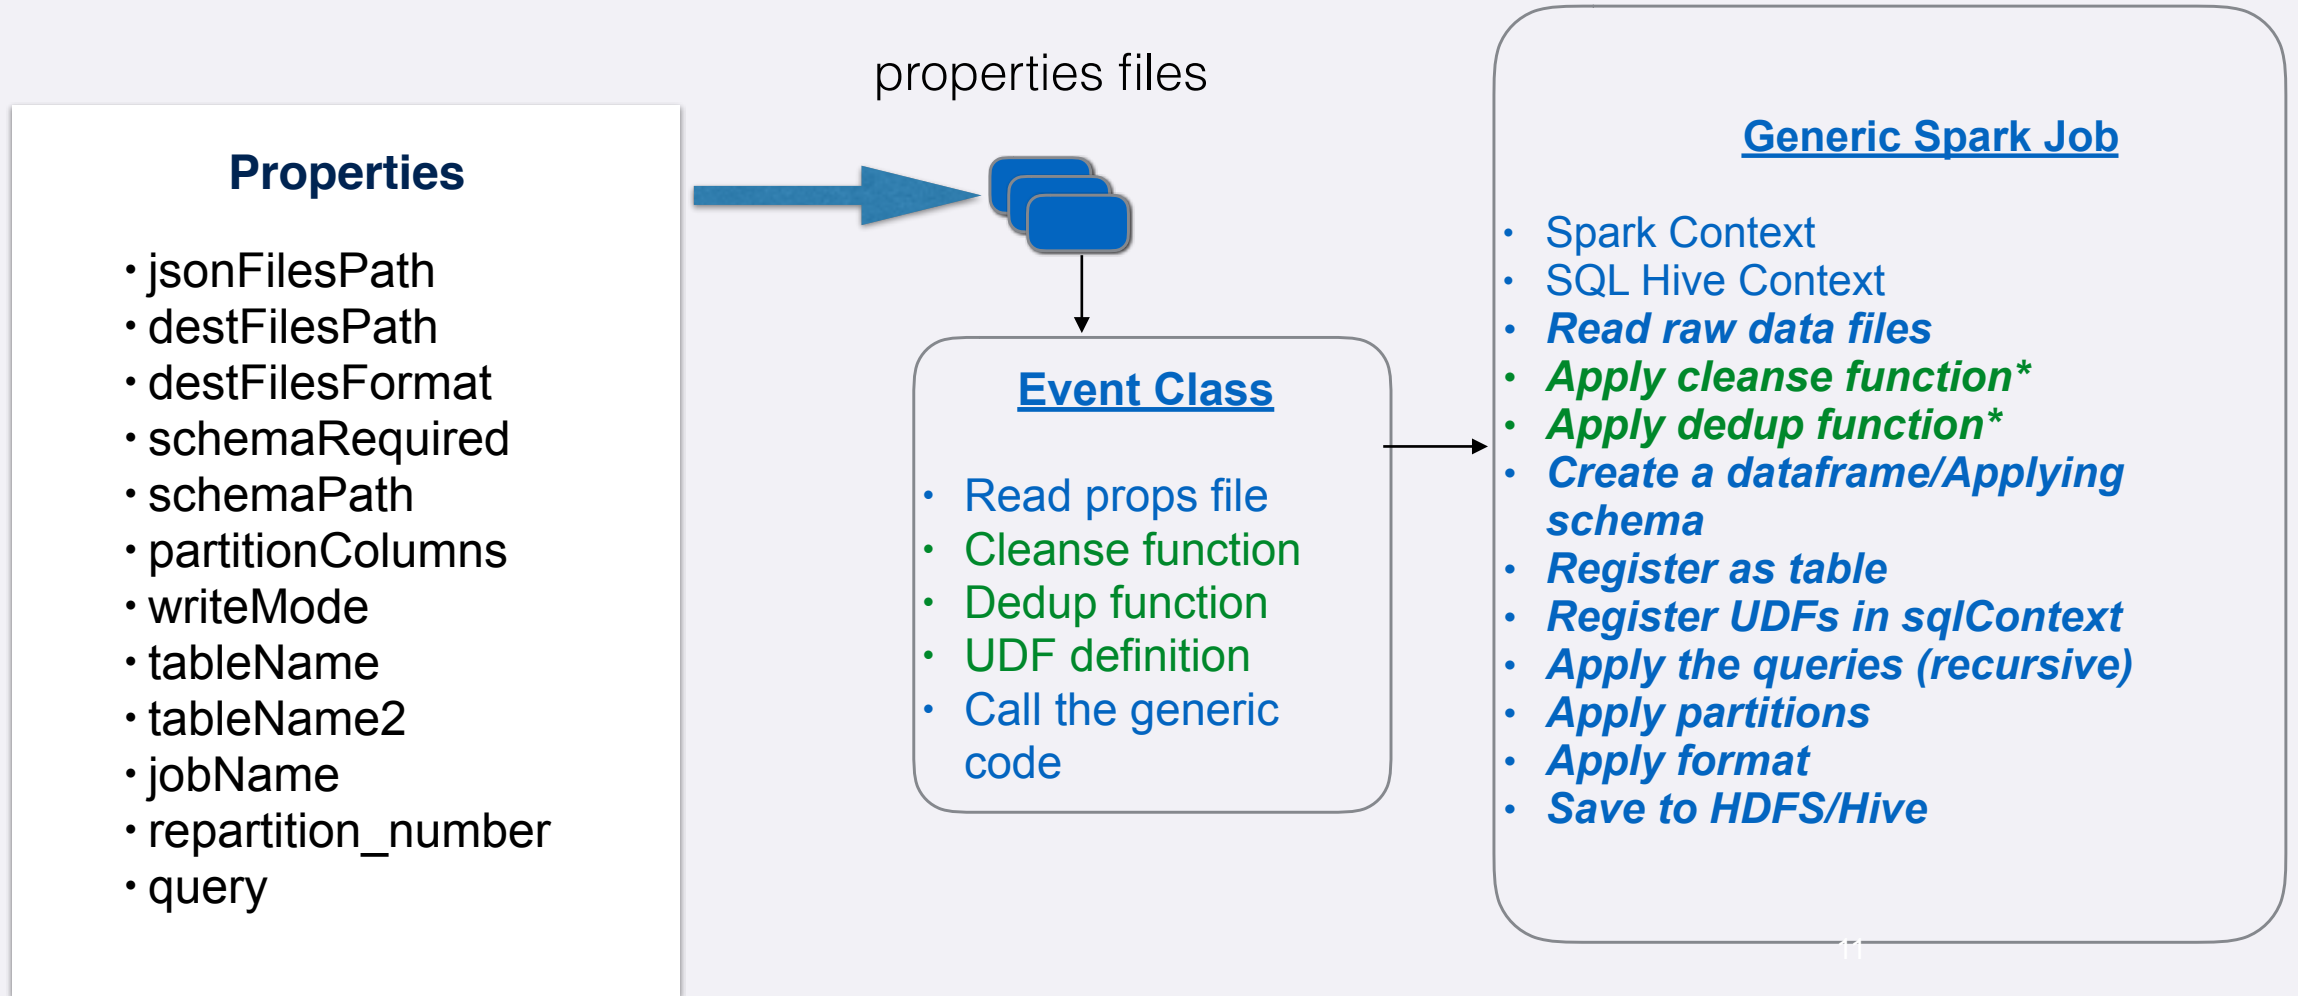 properties files
Properties
• jsonFilesPath
• destFilesPath
• destFilesFormat
• schemaRequired
• schemaPath
• partitionColumns
• writeMode
• tableName
• tableName2
• jobName
• repartition_number
• query
Event Class
• Read props file
• Cleanse function
• Dedup function
• UDF definition
• Call the generic
code
Generic Spark Job
• Spark Context
• SQL Hive Context
• Read raw data files
• Apply cleanse function*
• Apply dedup function*
• Create a dataframe/Applying
schema
• Register as table
• Register UDFs in sqlContext
• Apply the queries (recursive)
• Apply partitions
• Apply format
• Save to HDFS/Hive
11